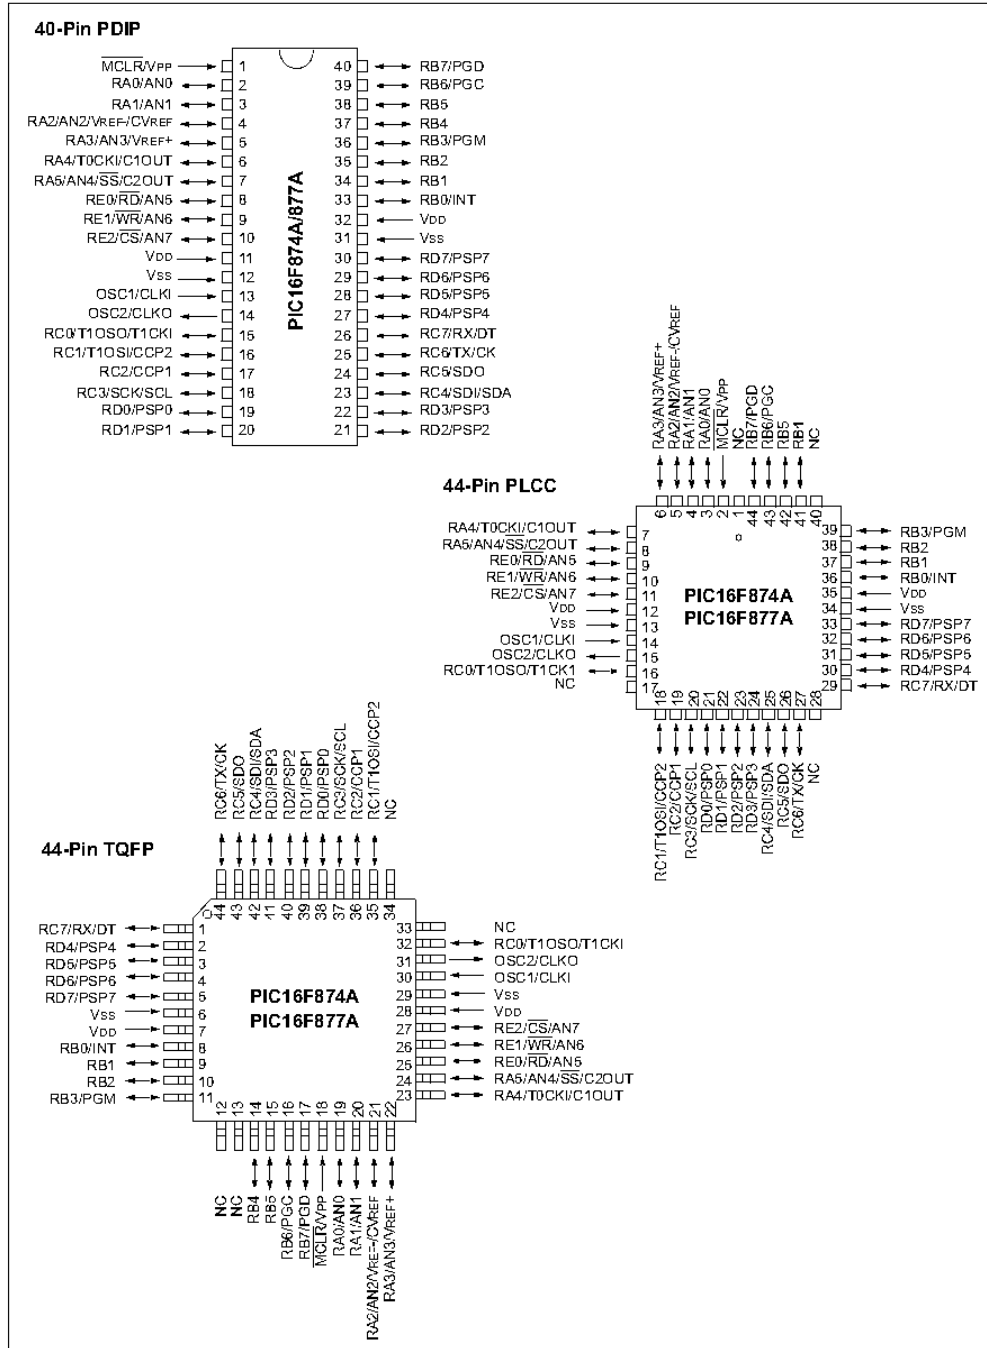 40-Pin PDIP
MCLR/VPP 1 40 RB7/PGD
RA0/AN0 2 39 RB6/PGC
RA1/AN1 3 38 RB5
RA2/AN2/VREF-/CVREF 4 37 RB4
RA3/AN3/VREF+ 5 36 RB3/PGM
RA4/T0CKI/C1OUT 6 35 RB2
RA5/AN4/SS/C2OUT 7 34 RB1
RE0/RD/AN5 8 33 RB0/INT
RE1/WR/AN6 9 32 VDD
RE2/CS/AN7 10 31 VSS
VDD 11 30 RD7/PSP7
VSS 12 29 RD6/PSP6
OSC1/CLKI 13 28 RD5/PSP5
OSC2/CLKO 14 27 RD4/PSP4
RC0/T1OSO/T1CKI 15 26 RC7/RX/DT
RC1/T1OSI/CCP2 16 25 RC6/TX/CK
RC2/CCP1 17 24 RC5/SDO
RC3/SCK/SCL 18 23 RC4/SDI/SDA
RD0/PSP0 19 22 RD3/PSP3
RD1/PSP1 20 21 RD2/PSP2
PIC16F874A/877A
44-Pin PLCC
RA3/AN3/VREF+ 6
RA2/AN2/VREF-/CVREF 5
RA1/AN1 4
RA0/AN0 3
MCLR/VPP 2
NC 1
RB7/PGD 44
RB6/PGC 43
RB5 42
RB1 41
NC 40
RA4/T0CKI/C1OUT 7
RA5/AN4/SS/C2OUT 8
RE0/RD/AN5 9
RE1/WR/AN6 10
RE2/CS/AN7 11
VDD 12
VSS 13
OSC1/CLKI 14
OSC2/CLKO 15
RC0/T1OSO/T1CK1 16
NC 17
PIC16F874A
PIC16F877A
39 RB3/PGM
38 RB2
37 RB1
36 RB0/INT
35 VDD
34 VSS
33 RD7/PSP7
32 RD6/PSP6
31 RD5/PSP5
30 RD4/PSP4
29 RC7/RX/DT
18 RC1/T1OSI/CCP2
19 RC2/CCP1
20 RC3/SCK/SCL
21 RD0/PSP0
22 RD1/PSP1
23 RD2/PSP2
24 RD3/PSP3
25 RC4/SDI/SDA
26 RC5/SDO
27 RC6/TX/CK
28 NC
44-Pin TQFP
RC6/TX/CK 44
RC5/SDO 43
RC4/SDI/SDA 42
RD3/PSP3 41
RD2/PSP2 40
RD1/PSP1 39
RD0/PSP0 38
RC3/SCK/SCL 37
RC2/CCP1 36
RC1/T1OSI/CCP2 35
NC 34
RC7/RX/DT 1
RD4/PSP4 2
RD5/PSP5 3
RD6/PSP6 4
RD7/PSP7 5
VSS 6
VDD 7
RB0/INT 8
RB1 9
RB2 10
RB3/PGM 11
PIC16F874A
PIC16F877A
33 NC
32 RC0/T1OSO/T1CKI
31 OSC2/CLKO
30 OSC1/CLKI
29 VSS
28 VDD
27 RE2/CS/AN7
26 RE1/WR/AN6
25 RE0/RD/AN5
24 RA5/AN4/SS/C2OUT
23 RA4/T0CKI/C1OUT
12 NC
13 NC
14 RB4
15 RB5
16 RB6/PGC
17 RB7/PGD
18 MCLR/VPP
19 RA0/AN0
20 RA1/AN1
21 RA2/AN2/VREF-/CVREF
22 RA3/AN3/VREF+